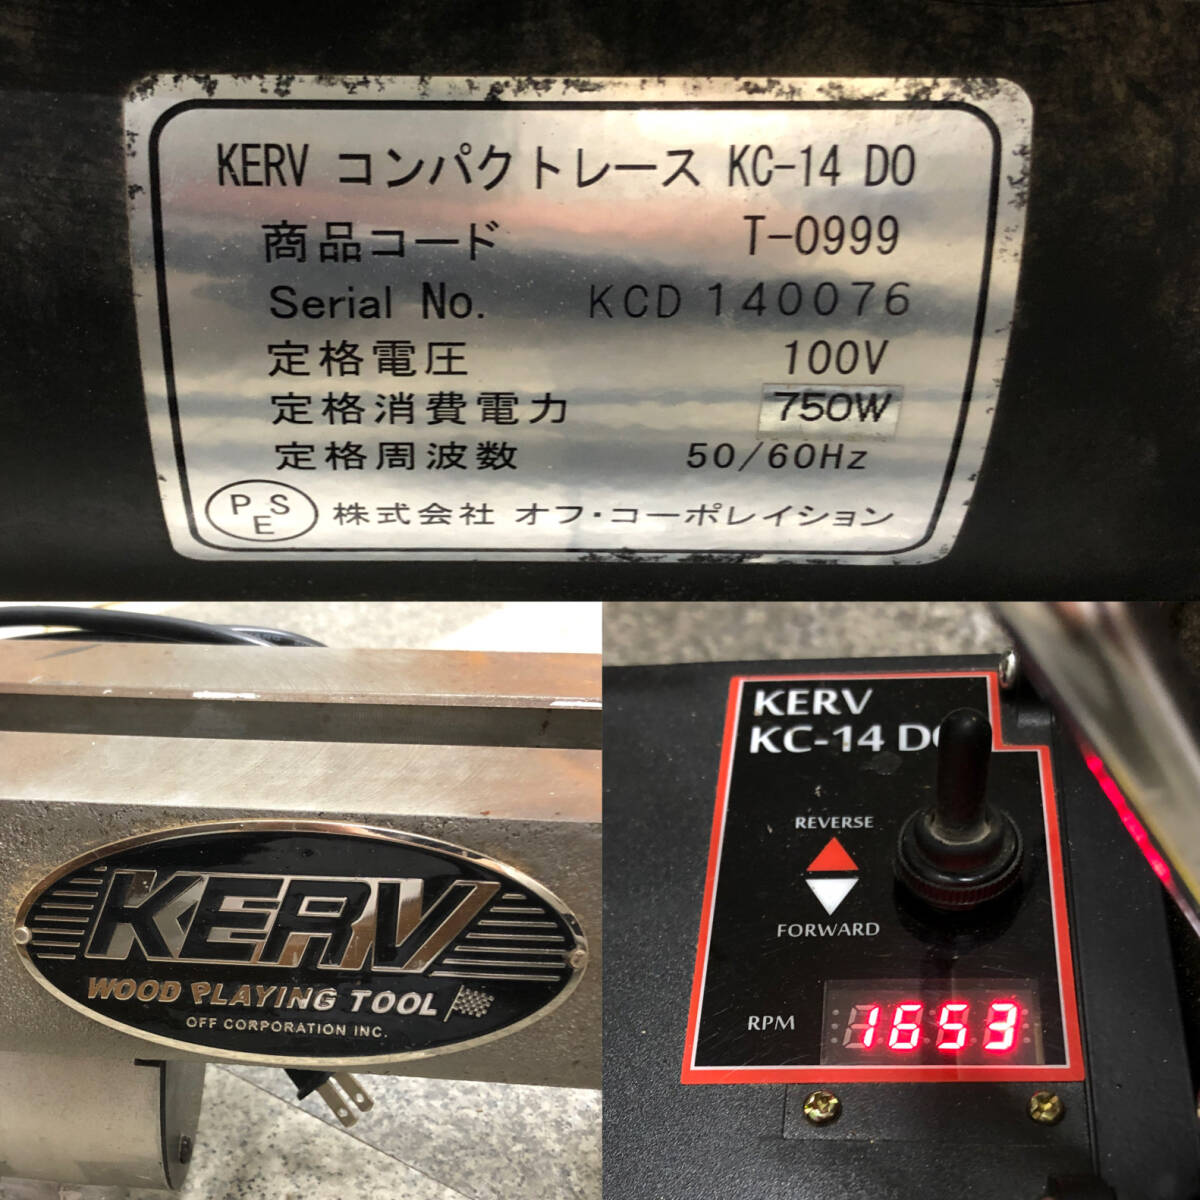 KERV コンパクトレース KC-14 DO
商品コード T-0999
Serial No. KCD 140076
定格電圧 100V
定格消費電力 750W
定格周波数 50/60Hz
PSE 株式会社 オフ・コーポレイション
KERV
WOOD PLAYING TOOL
OFF CORPORATION INC.
KERV
KC-14 DO
REVERSE
FORWARD
RPM 1653